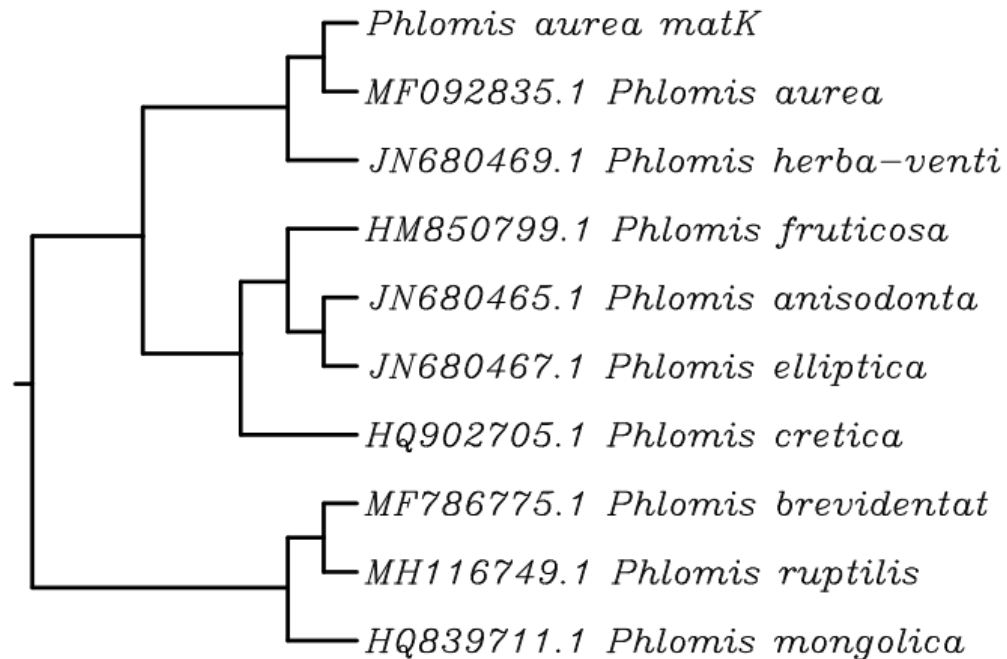 Phlomis aurea matK
MF092835.1 Phlomis aurea
JN680469.1 Phlomis herba-venti
HM850799.1 Phlomis fruticosa
JN680465.1 Phlomis anisodonta
JN680467.1 Phlomis elliptica
HQ902705.1 Phlomis cretica
MF786775.1 Phlomis brevidentat
MH116749.1 Phlomis ruptilis
HQ839711.1 Phlomis mongolica